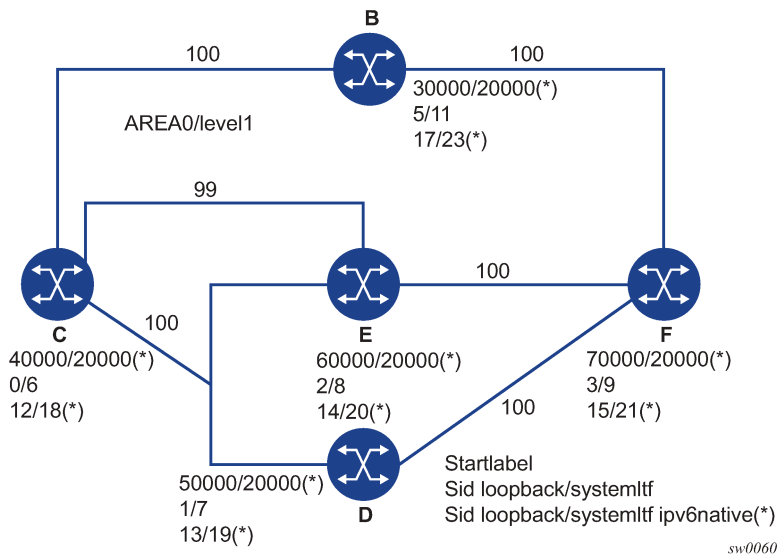 B
100
100
30000/20000(*)
5/11
17/23(*)
AREA0/level1
99
100
C
100
E
F
40000/20000(*)
0/6
12/18(*)
60000/20000(*)
2/8
14/20(*)
70000/20000(*)
3/9
15/21(*)
100
50000/20000(*)
1/7
13/19(*)
D
Startlabel
Sid loopback/systemItf
Sid loopback/systemItf ipv6native(*)
sw0060